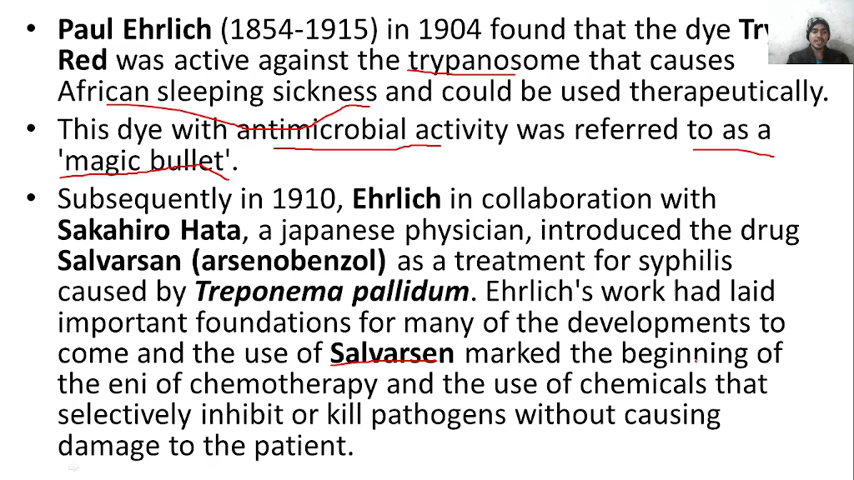 • Paul Ehrlich (1854-1915) in 1904 found that the dye
Red was active against the trypanosome that causes
African sleeping sickness and could be used therapeutically.
• This dye with antimicrobial activity was referred to as a
'magic bullet'.
• Subsequently in 1910, Ehrlich in collaboration with
Sakahiro Hata, a japanese physician, introduced the drug
Salvarsan (arsenobenzol) as a treatment for syphilis
caused by Treponema pallidum. Ehrlich's work had laid
important foundations for many of the developments to
come and the use of Salvarsen marked the beginning of
the eni of chemotherapy and the use of chemicals that
selectively inhibit or kill pathogens without causing
damage to the patient.